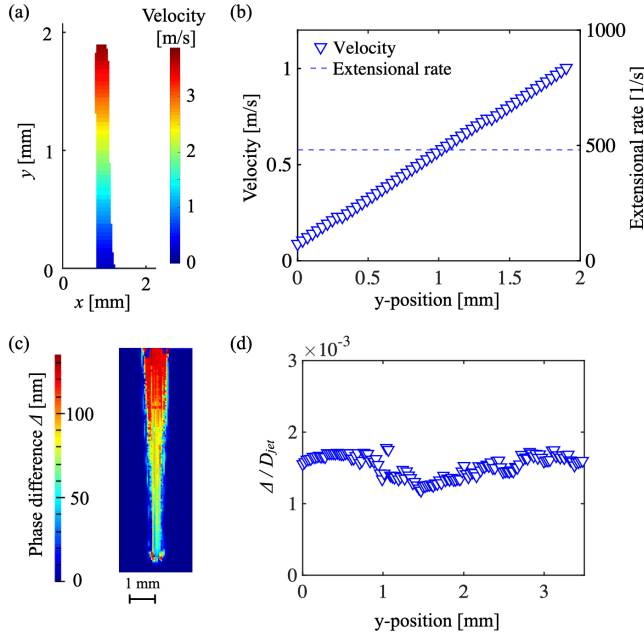 (a)
Velocity
[m/s]
3
2
1
0
2
1
0
y [mm]
0
2
x [mm]
(b)
Velocity
Extensional rate
1
0.5
0
Velocity [m/s]
1000
500
0
Extensional rate [1/s]
0.5
1
1.5
2
y-position [mm]
(c)
100
50
0
Phase difference Δ [nm]
1 mm
(d)
×10⁻³
3
2
1
0
Δ / D_jet
0
1
2
3
y-position [mm]